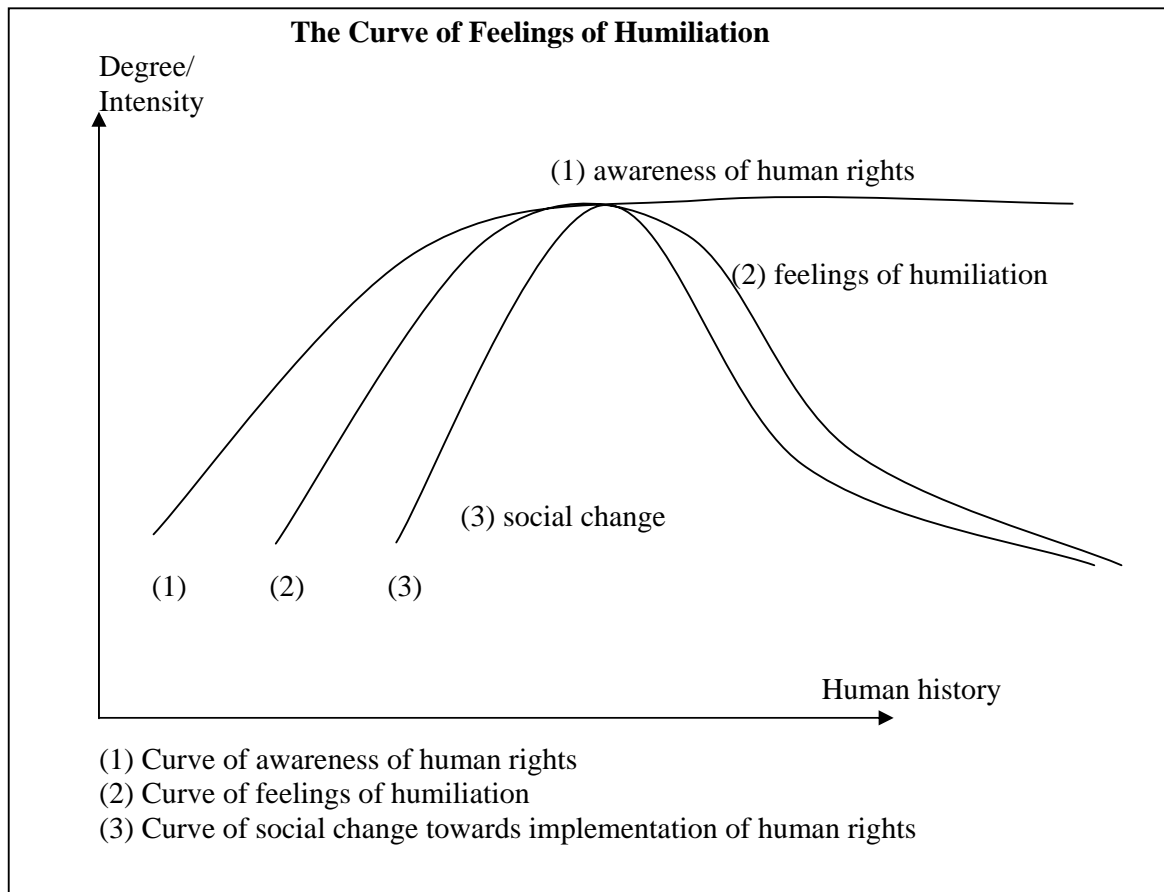 The Curve of Feelings of Humiliation
Degree/
Intensity
(1) awareness of human rights
(2) feelings of humiliation
(3) social change
(1) (2) (3)
Human history
(1) Curve of awareness of human rights
(2) Curve of feelings of humiliation
(3) Curve of social change towards implementation of human rights